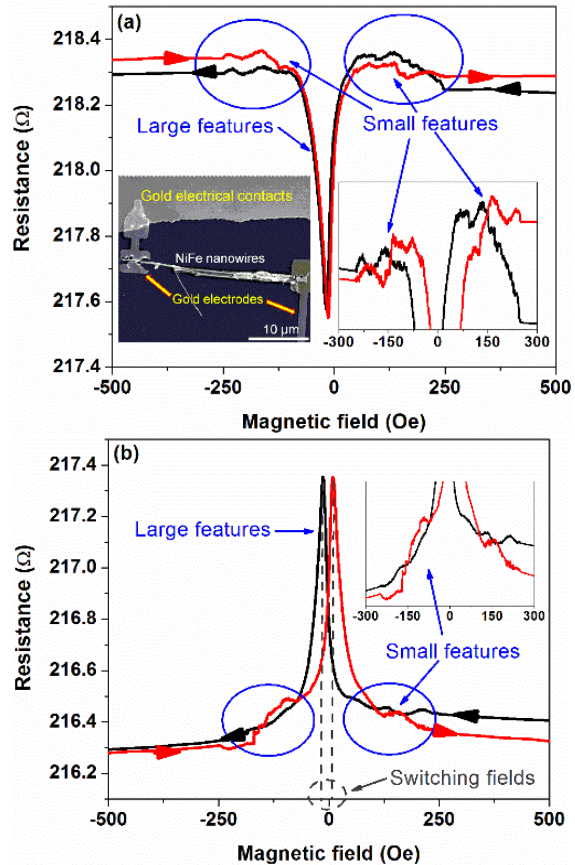 (a)
218.4
218.2
218.0
217.8
217.6
217.4
Resistance (Ω)
Large features
Small features
Gold electrical contacts
NiFe nanowires
Gold electrodes
10 µm
-300 -150 0 150 300
-500 -250 0 250 500
Magnetic field (Oe)
(b)
217.4
217.2
217.0
216.8
216.6
216.4
216.2
Resistance (Ω)
Large features
-300 -150 0 150 300
Small features
Switching fields
-500 -250 0 250 500
Magnetic field (Oe)